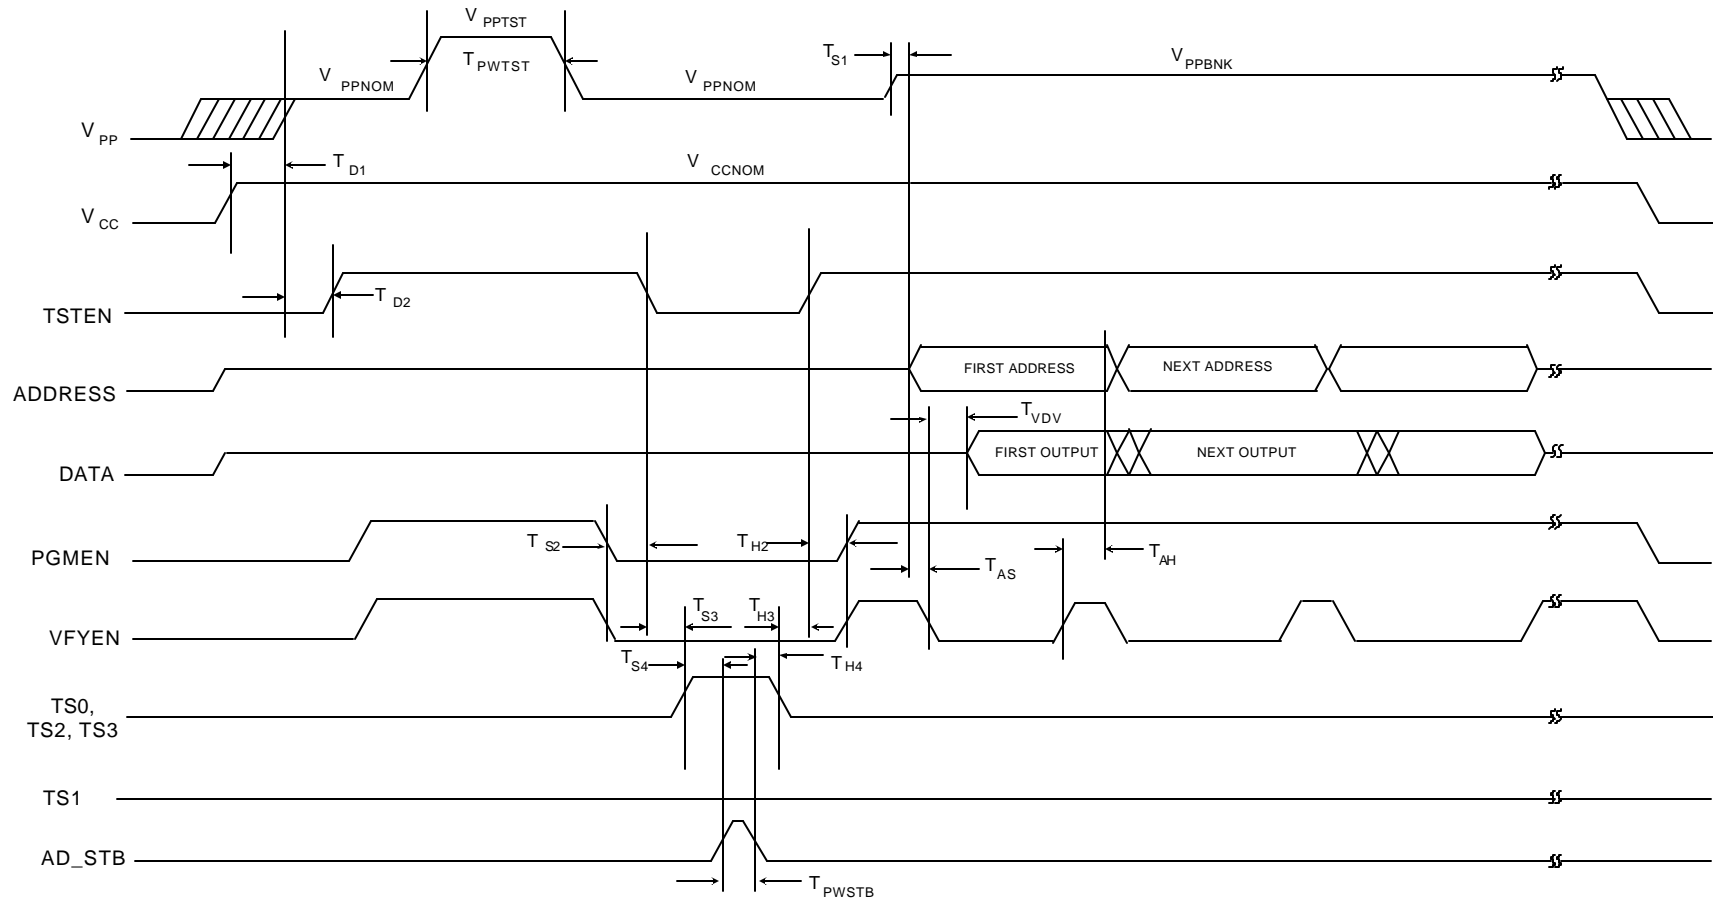 V PPTST
T S1
V PPBNK
V PPNOM
T PWTST
V PPNOM
V PP
T D1
V CCNOM
V CC
T D2
TSTEN
FIRST ADDRESS
NEXT ADDRESS
ADDRESS
T VDV
FIRST OUTPUT
NEXT OUTPUT
DATA
T S2
T H2
T AS
T AH
PGMEN
T S3
T H3
VFYEN
T S4
T H4
TS0,
TS2, TS3
TS1
AD_STB
T PWSTB